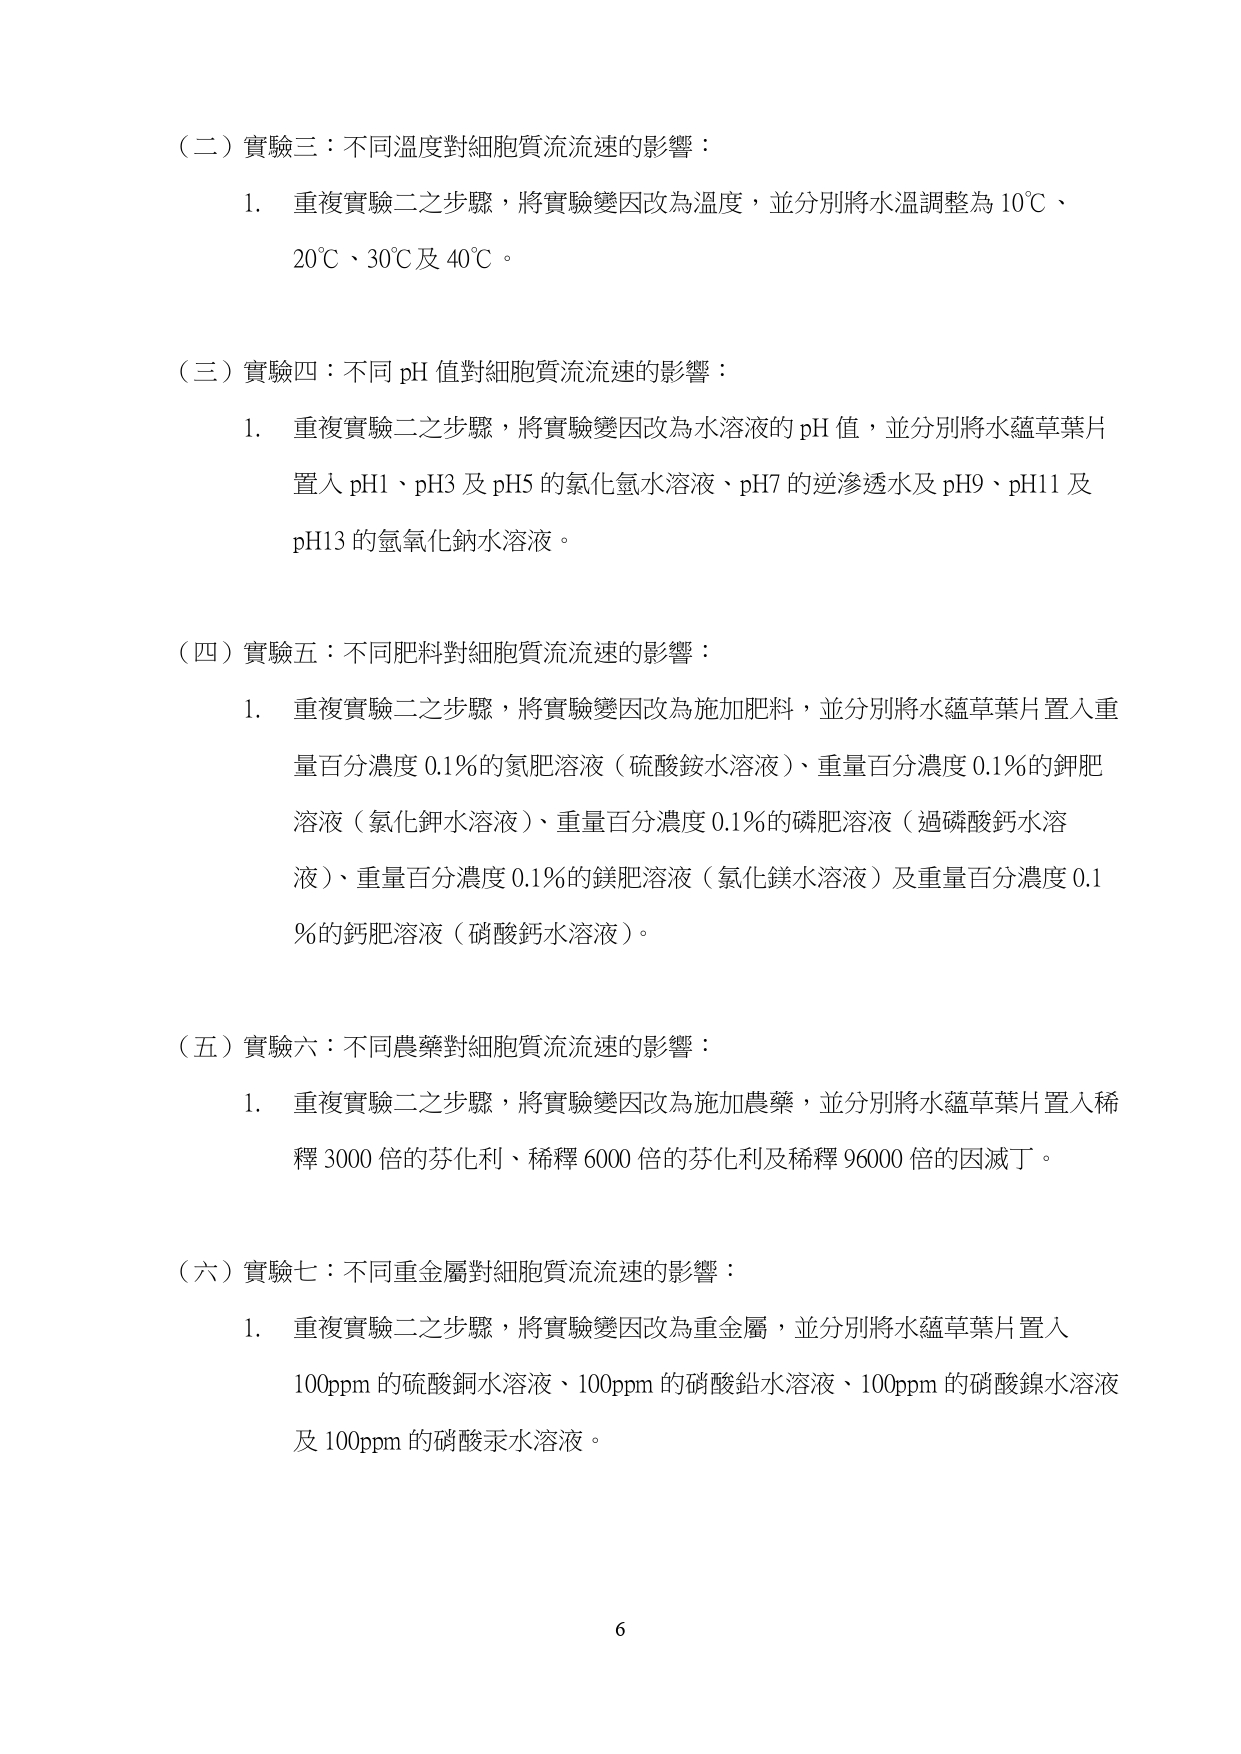 （二）實驗三：不同溫度對細胞質流流速的影響：
1. 重複實驗二之步驟，將實驗變因改為溫度，並分別將水溫調整為 10℃、
20℃、30℃及 40℃。
（三）實驗四：不同 pH 值對細胞質流流速的影響：
1. 重複實驗二之步驟，將實驗變因改為水溶液的 pH 值，並分別將水蘊草葉片
置入 pH1、pH3 及 pH5 的氯化氫水溶液、pH7 的逆滲透水及 pH9、pH11 及
pH13 的氫氧化鈉水溶液。
（四）實驗五：不同肥料對細胞質流流速的影響：
1. 重複實驗二之步驟，將實驗變因改為施加肥料，並分別將水蘊草葉片置入重
量百分濃度 0.1%的氮肥溶液（硫酸銨水溶液）、重量百分濃度 0.1%的鉀肥
溶液（氯化鉀水溶液）、重量百分濃度 0.1%的磷肥溶液（過磷酸鈣水溶
液）、重量百分濃度 0.1%的鎂肥溶液（氯化鎂水溶液）及重量百分濃度 0.1
%的鈣肥溶液（硝酸鈣水溶液）。
（五）實驗六：不同農藥對細胞質流流速的影響：
1. 重複實驗二之步驟，將實驗變因改為施加農藥，並分別將水蘊草葉片置入稀
釋 3000 倍的芬化利、稀釋 6000 倍的芬化利及稀釋 96000 倍的因滅丁。
（六）實驗七：不同重金屬對細胞質流流速的影響：
1. 重複實驗二之步驟，將實驗變因改為重金屬，並分別將水蘊草葉片置入
100ppm 的硫酸銅水溶液、100ppm 的硝酸鉛水溶液、100ppm 的硝酸鎳水溶液
及 100ppm 的硝酸汞水溶液。
6